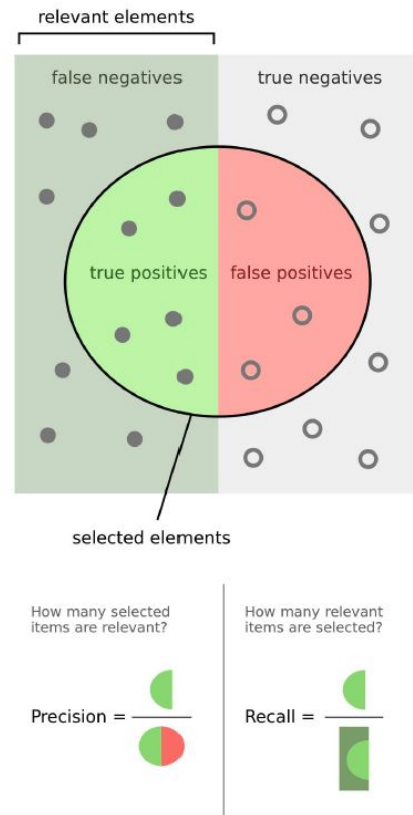 relevant elements
false negatives
true negatives
true positives
false positives
selected elements
How many selected
items are relevant?
How many relevant
items are selected?
Precision =
Recall =